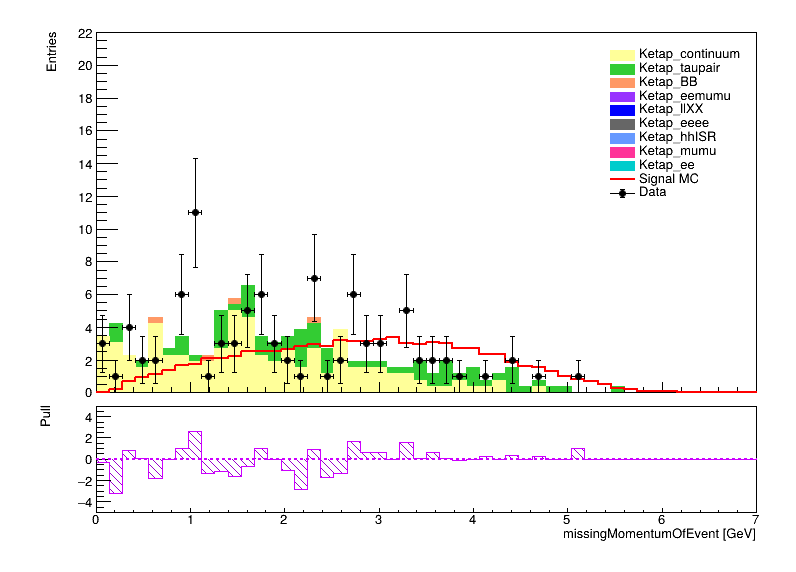 Entries
22
20
18
16
14
12
10
8
6
4
2
0
Ketap_continuum
Ketap_taupair
Ketap_BB
Ketap_eemumu
Ketap_llXX
Ketap_eeee
Ketap_hhISR
Ketap_mumu
Ketap_ee
Signal MC
Data
Pull
4
2
0
−2
−4
0 1 2 3 4 5 6 7
missingMomentumOfEvent [GeV]